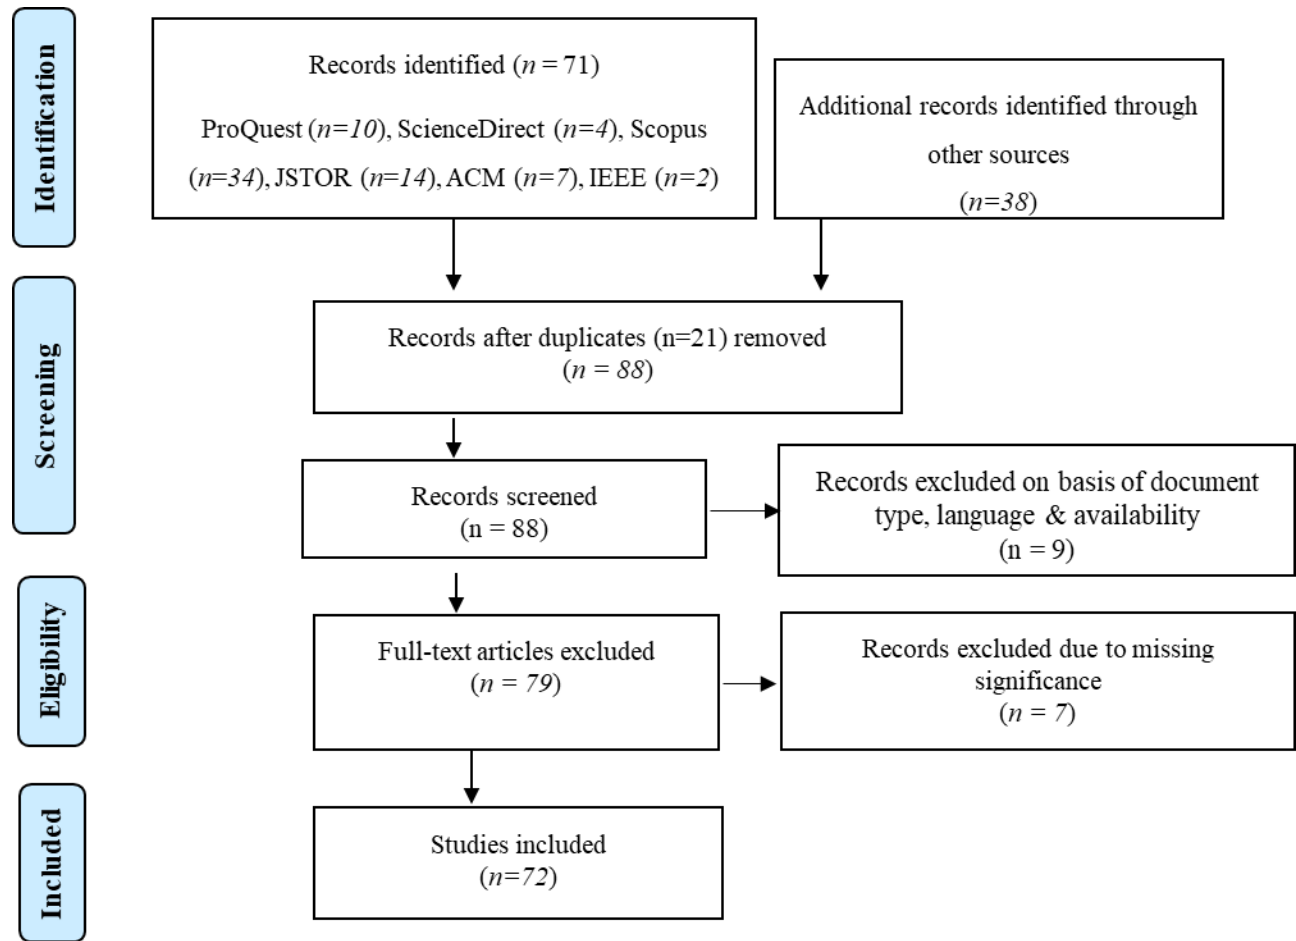 Identification
Records identified (n = 71)
ProQuest (n=10), ScienceDirect (n=4), Scopus
(n=34), JSTOR (n=14), ACM (n=7), IEEE (n=2)
Additional records identified through
other sources
(n=38)
Screening
Records after duplicates (n=21) removed
(n = 88)
Records screened
(n = 88)
Records excluded on basis of document
type, language & availability
(n = 9)
Eligibility
Full-text articles excluded
(n = 79)
Records excluded due to missing
significance
(n = 7)
Included
Studies included
(n=72)